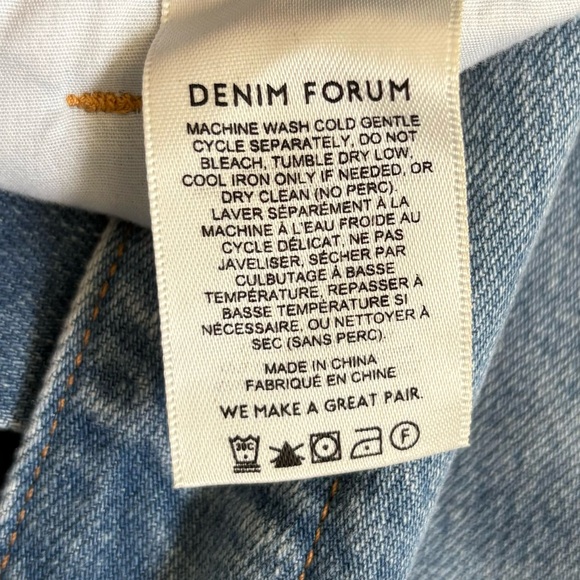 DENIM FORUM
MACHINE WASH COLD GENTLE
CYCLE SEPARATELY, DO NOT
BLEACH, TUMBLE DRY LOW,
COOL IRON ONLY IF NEEDED, OR
DRY CLEAN (NO PERC).
LAVER SÉPARÉMENT À LA
MACHINE À L'EAU FROIDE AU
CYCLE DÉLICAT, NE PAS
JAVELISER, SÉCHER PAR
CULBUTAGE À BASSE
TEMPÉRATURE, REPASSER À
BASSE TEMPÉRATURE SI
NÉCESSAIRE, OU NETTOYER À
SEC (SANS PERC).
MADE IN CHINA
FABRIQUÉ EN CHINE
WE MAKE A GREAT PAIR.
30C F